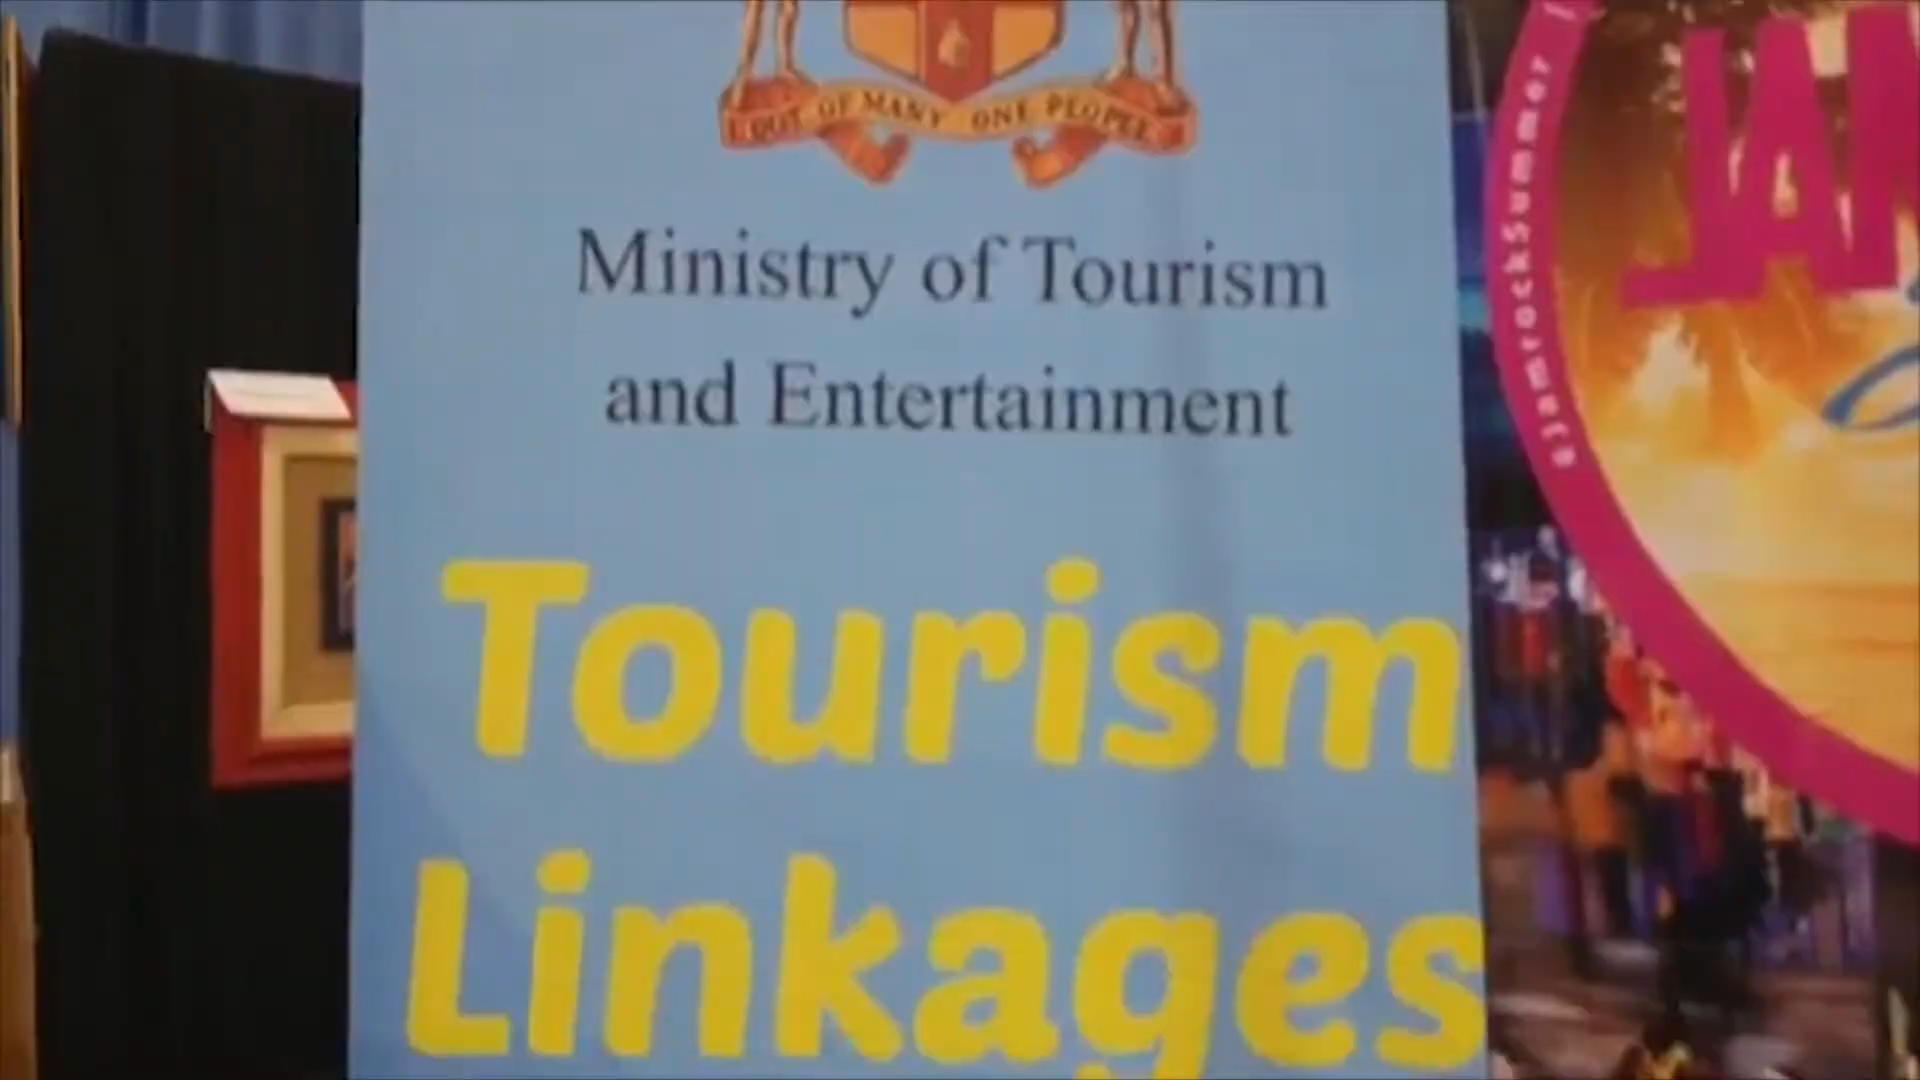 OUT OF MANY ONE PEOPLE
Ministry of Tourism
and Entertainment
Tourism
Linkages
@JamrockSummer